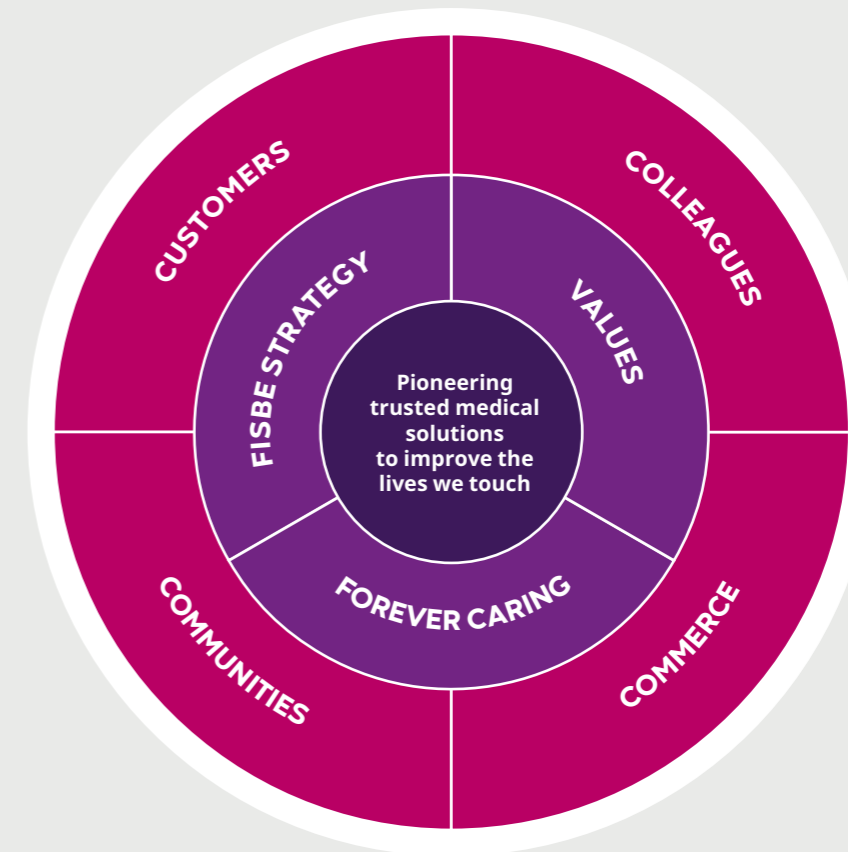 CUSTOMERS
COLLEAGUES
FISBE STRATEGY
VALUES
Pioneering
trusted medical
solutions
to improve the
lives we touch
FOREVER CARING
COMMUNITIES
COMMERCE